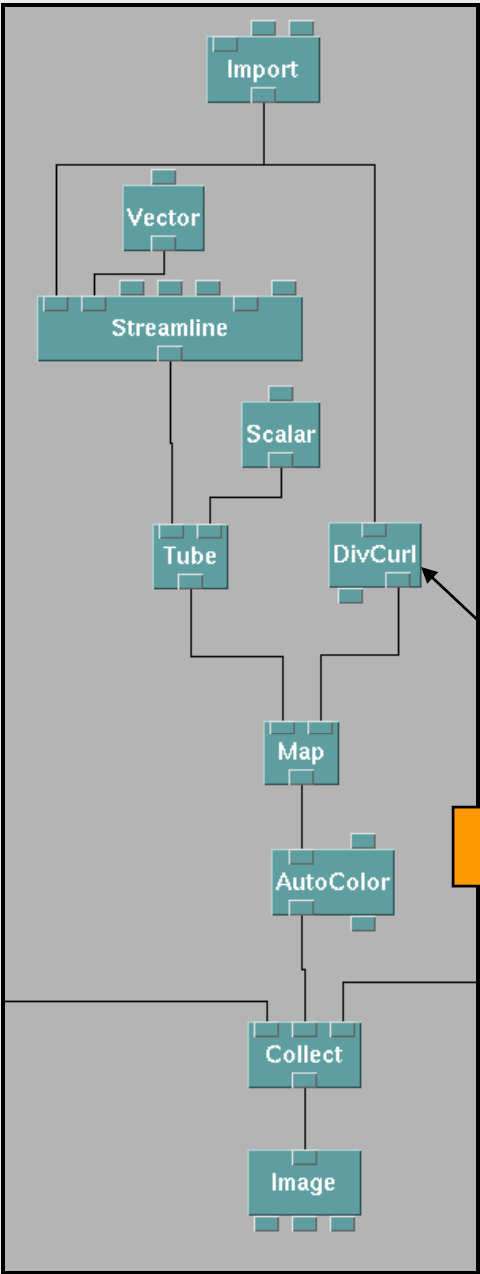 Import
Vector
Streamline
Scalar
Tube
DivCurl
Map
AutoColor
Collect
Image